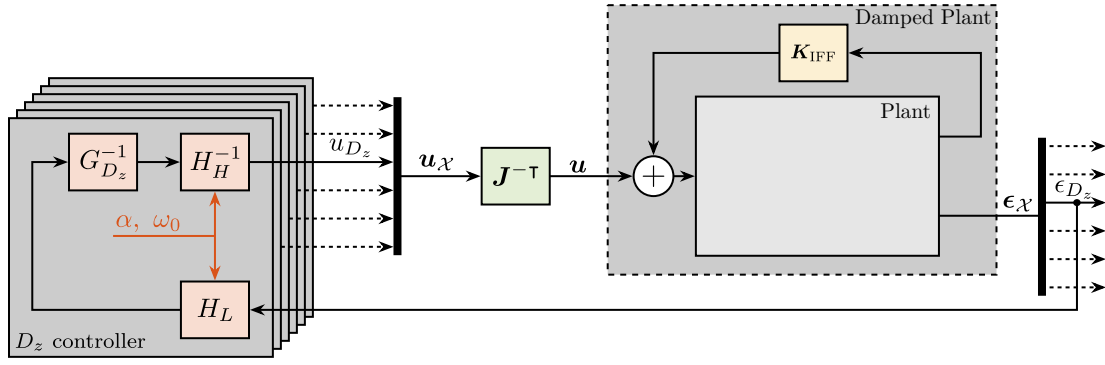 Damped Plant
K_IFF
Plant
G_{D_z}^{-1}
H_H^{-1}
u_{D_z}
u_𝒳
J^{-⊤}
u
+
ϵ_𝒳
ϵ_{D_z}
α, ω_0
H_L
D_z controller